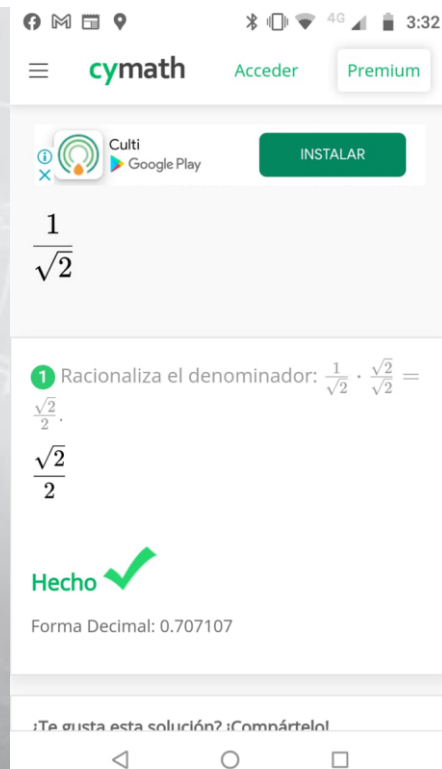 4G 3:32
cymath Acceder Premium
Culti
Google Play
INSTALAR
1
√2
1 Racionaliza el denominador: 1/√2 · √2/√2 =
√2/2.
√2
2
Hecho
Forma Decimal: 0.707107
¿Te gusta esta solución? ¡Compártelo!